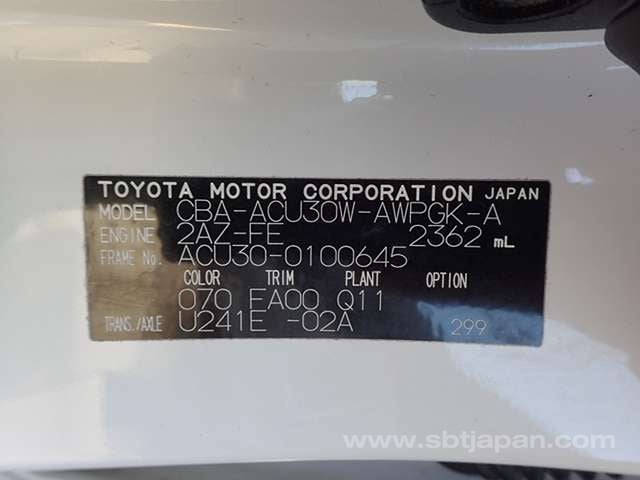 TOYOTA MOTOR CORPORATION JAPAN
MODEL CBA-ACU30W-AWPGK-A
ENGINE 2AZ-FE 2362 mL
FRAME No. ACU30-0100645
COLOR TRIM PLANT OPTION
070 FA00 Q11
TRANS./AXLE U241E -02A 299
www.sbtjapan.com